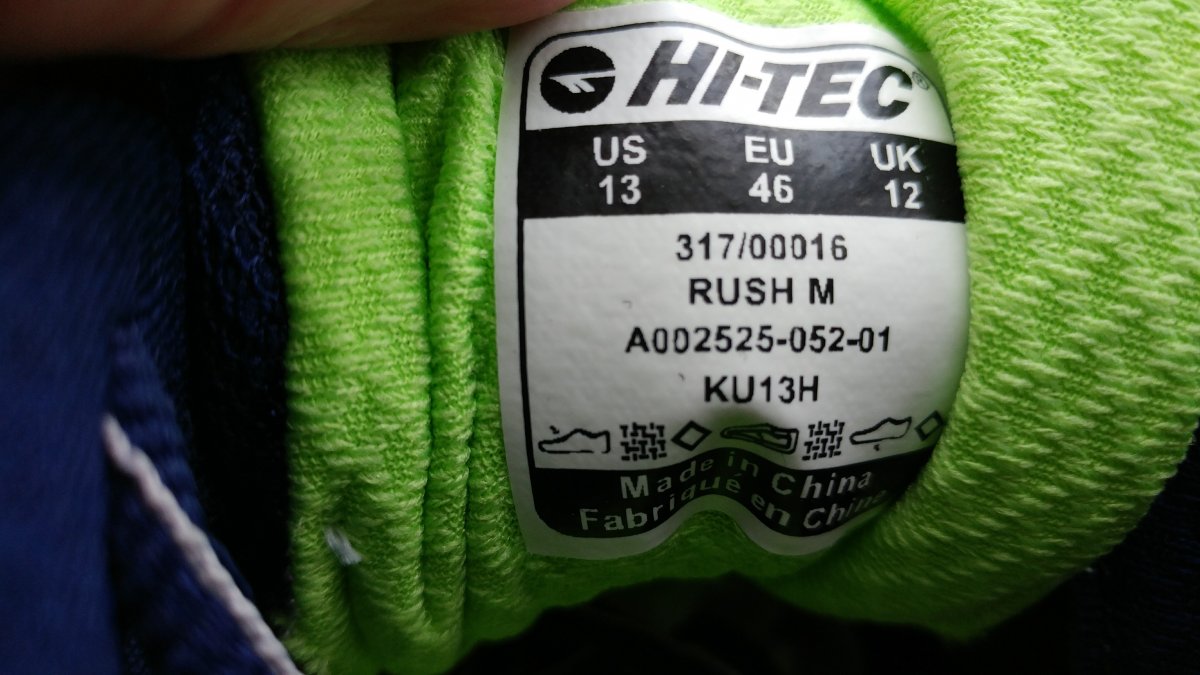 HI-TEC®
US EU UK
13 46 12
317/00016
RUSH M
A002525-052-01
KU13H
Made in China
Fabriqué en China